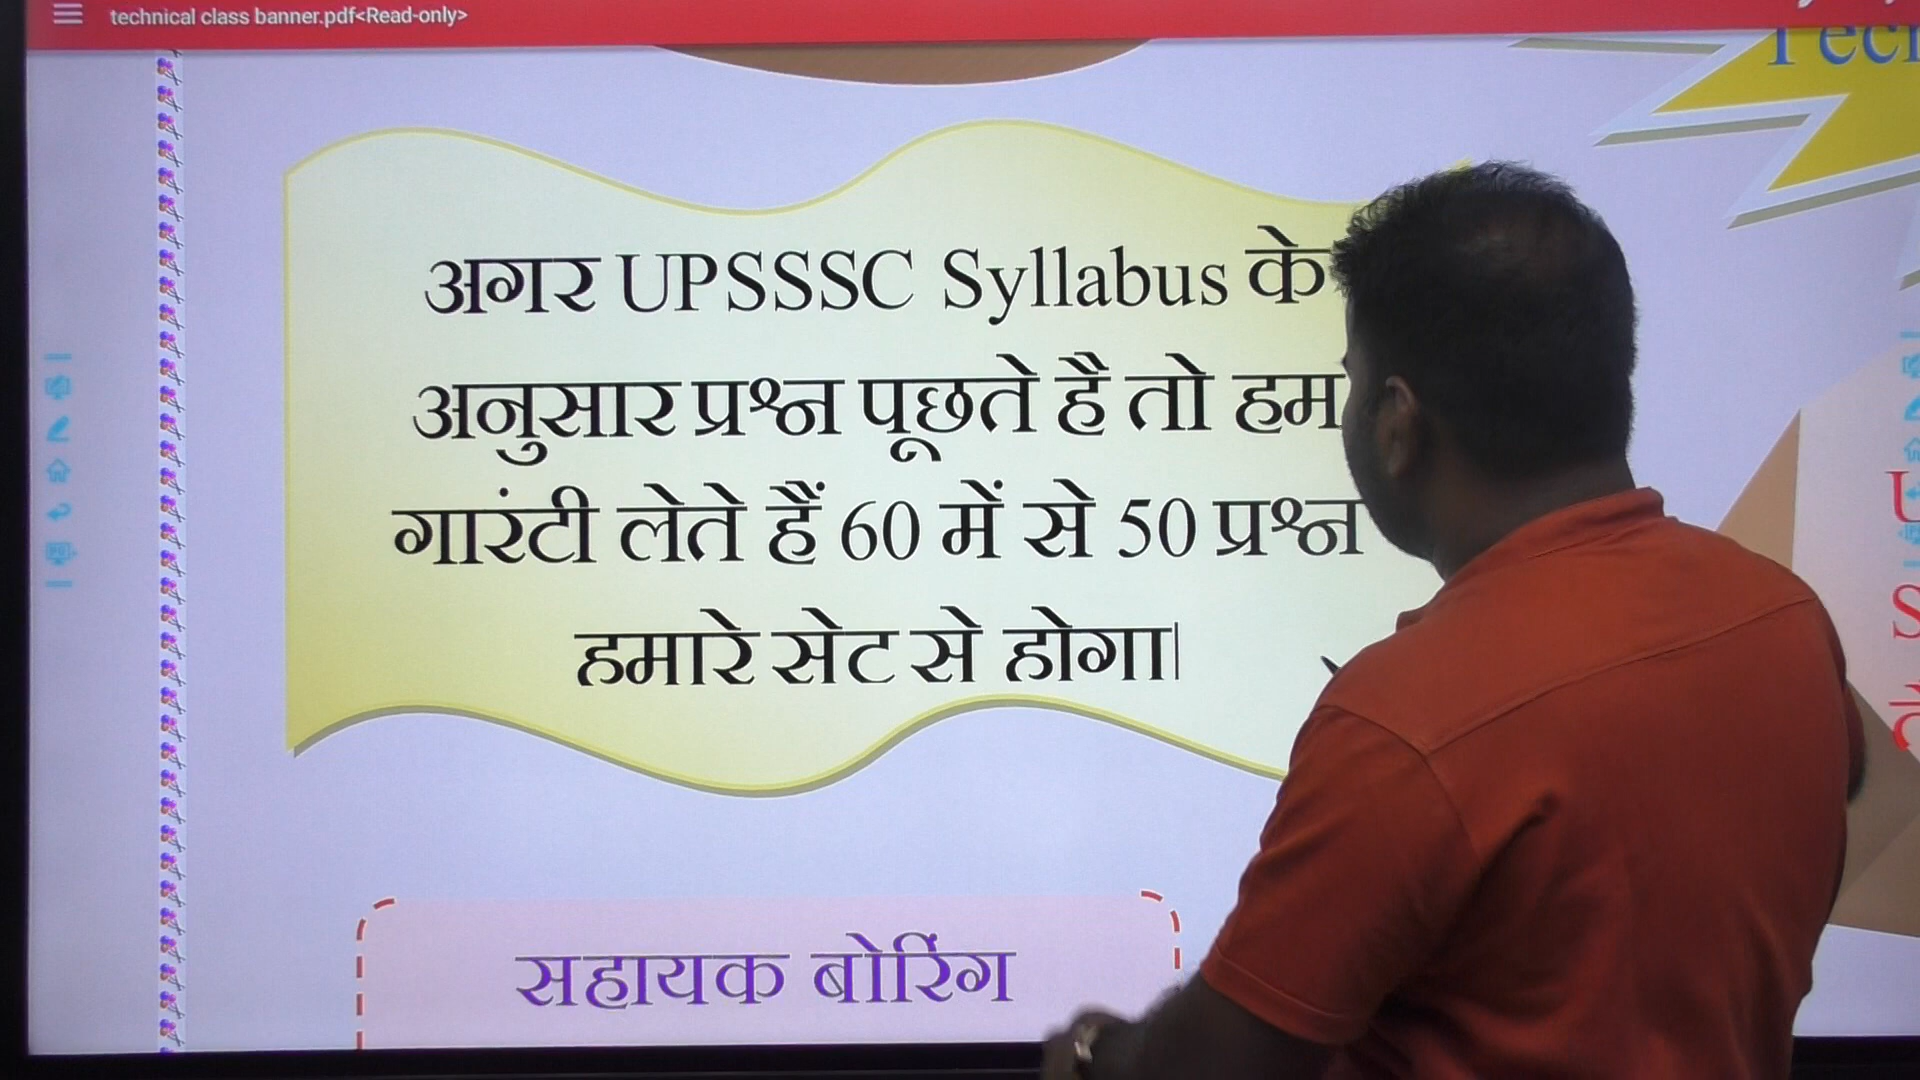 technical class banner.pdf<Read-only>
अगर UPSSSC Syllabus के
अनुसार प्रश्न पूछते है तो हम
गारंटी लेते हैं 60 में से 50 प्रश्न
हमारे सेट से होगा।
सहायक बोरिंग